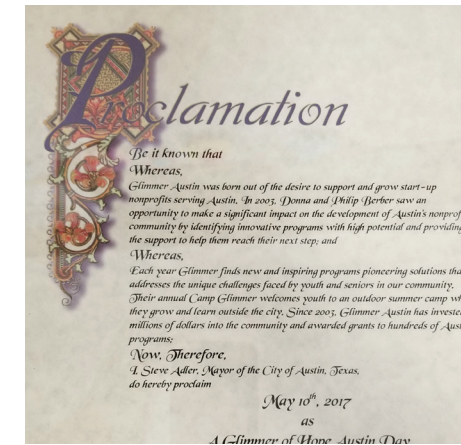 Proclamation
Be it known that
Whereas,
Glimmer Austin was born out of the desire to support and grow start-up
nonprofits serving Austin. In 2003, Donna and Philip Berber saw an
opportunity to make a significant impact on the development of Austin's
community by identifying innovative programs with high potential and
the support to help them reach their next step; and
Whereas,
Each year Glimmer finds new and inspiring programs pioneering solutions
addresses the unique challenges faced by youth and seniors in our community.
Their annual Camp Glimmer welcomes youth to an outdoor summer camp
they grow and learn outside the city. Since 2003, Glimmer Austin has
millions of dollars into the community and awarded grants to hundreds of
programs;
Now, Therefore,
I, Steve Adler, Mayor of the City of Austin, Texas,
do hereby proclaim
May 10th, 2017
as
A Glimmer of Hope Austin Day